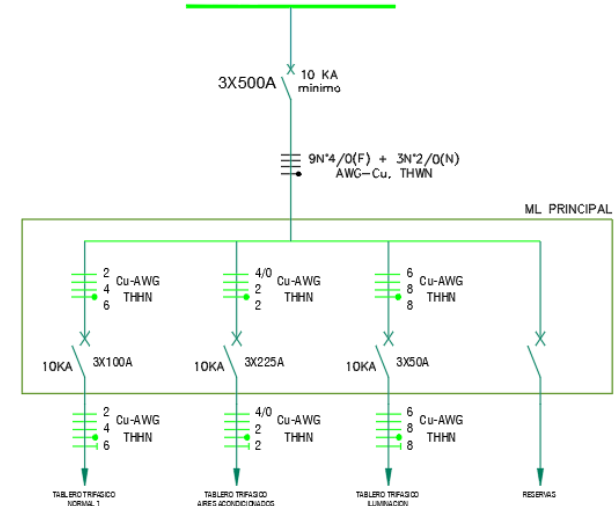 3X500A
10 KA
minimo
9N°4/0(F) + 3N°2/0(N)
AWG-Cu, THWN
ML PRINCIPAL
2
4
6
Cu-AWG
THHN
4/0
2
2
Cu-AWG
THHN
6
8
8
Cu-AWG
THHN
10KA
3X100A
10KA
3X225A
10KA
3X50A
2
4
6
Cu-AWG
THHN
4/0
2
2
Cu-AWG
THHN
6
8
8
Cu-AWG
THHN
TABLERO TRIFASICO
NORMAL 1
TABLERO TRIFASICO
AIRES ACONDICIONADOS
TABLERO TRIFASICO
ILUMINACION
RESERVAS